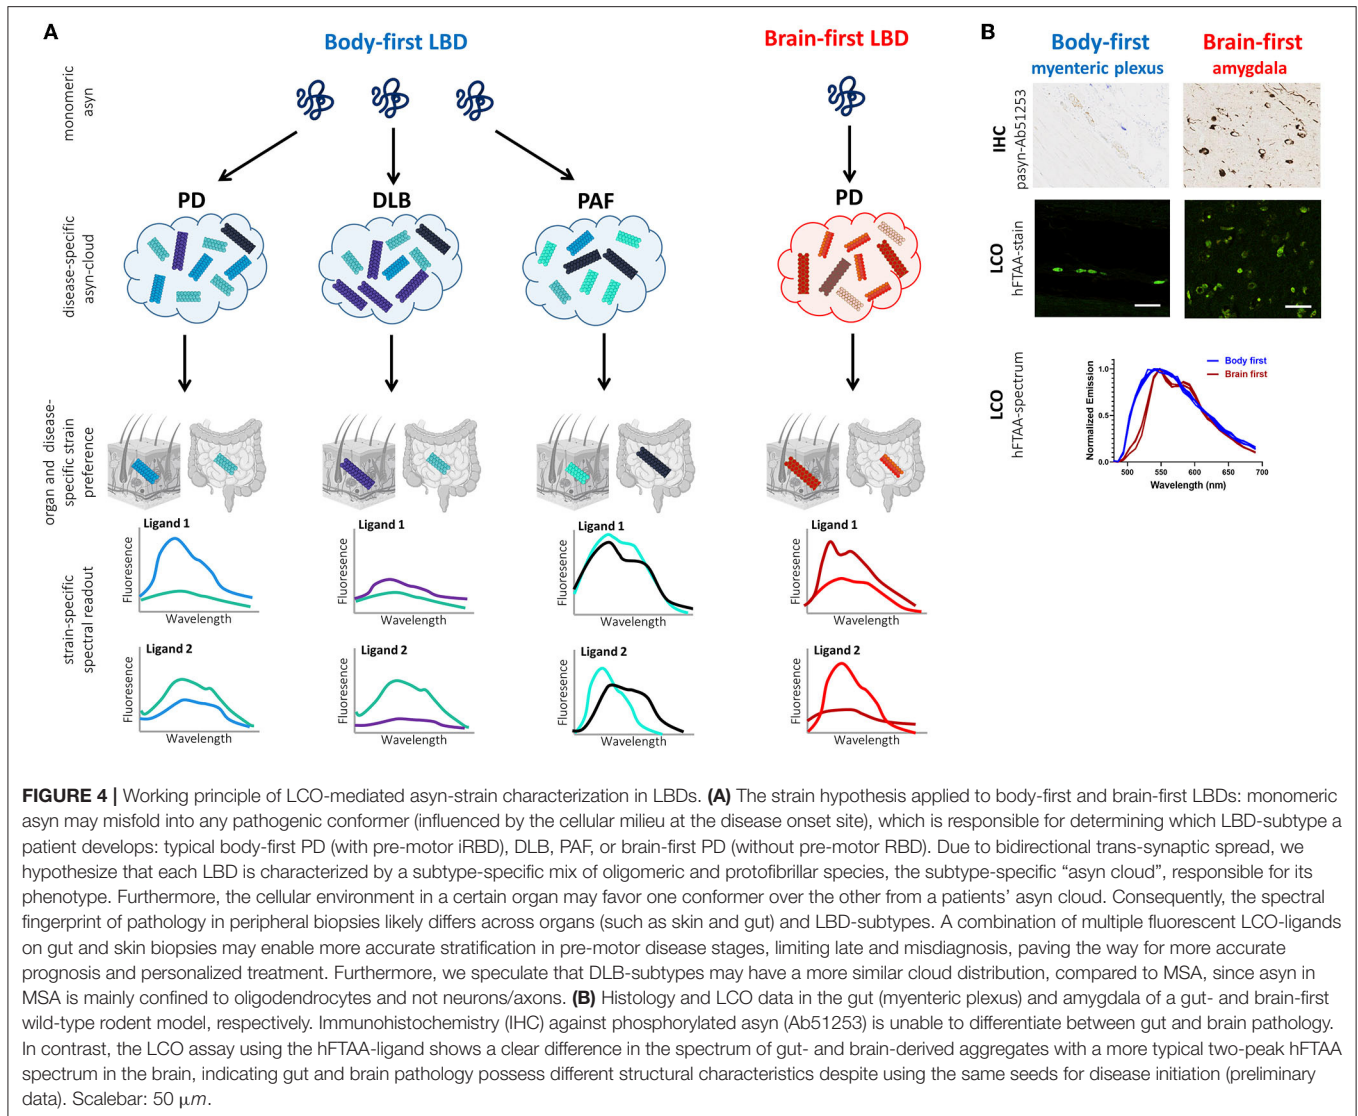 A
Body-first LBD
Brain-first LBD
monomeric
asyn
PD
DLB
PAF
PD
disease-specific
asyn-cloud
organ and disease-
specific strain
preference
strain-specific
spectral readout
Ligand 1
Fluoresence
Wavelength
Ligand 1
Fluoresence
Wavelength
Ligand 1
Fluoresence
Wavelength
Ligand 1
Fluoresence
Wavelength
Ligand 2
Fluoresence
Wavelength
Ligand 2
Fluoresence
Wavelength
Ligand 2
Fluoresence
Wavelength
Ligand 2
Fluoresence
Wavelength
B
Body-first
myenteric plexus
Brain-first
amygdala
IHC
pasyn-Ab51253
LCO
hFTAA-stain
LCO
hFTAA-spectrum
Normalized Emission
1.0
0.5
0.0
500 550 600 650 700
Wavelength (nm)
Body first
Brain first
FIGURE 4 | Working principle of LCO-mediated asyn-strain characterization in LBDs. (A) The strain hypothesis applied to body-first and brain-first LBDs: monomeric
asyn may misfold into any pathogenic conformer (influenced by the cellular milieu at the disease onset site), which is responsible for determining which LBD-subtype a
patient develops: typical body-first PD (with pre-motor iRBD), DLB, PAF, or brain-first PD (without pre-motor RBD). Due to bidirectional trans-synaptic spread, we
hypothesize that each LBD is characterized by a subtype-specific mix of oligomeric and protofibrillar species, the subtype-specific “asyn cloud”, responsible for its
phenotype. Furthermore, the cellular environment in a certain organ may favor one conformer over the other from a patients’ asyn cloud. Consequently, the spectral
fingerprint of pathology in peripheral biopsies likely differs across organs (such as skin and gut) and LBD-subtypes. A combination of multiple fluorescent LCO-ligands
on gut and skin biopsies may enable more accurate stratification in pre-motor disease stages, limiting late and misdiagnosis, paving the way for more accurate
prognosis and personalized treatment. Furthermore, we speculate that DLB-subtypes may have a more similar cloud distribution, compared to MSA, since asyn in
MSA is mainly confined to oligodendrocytes and not neurons/axons. (B) Histology and LCO data in the gut (myenteric plexus) and amygdala of a gut- and brain-first
wild-type rodent model, respectively. Immunohistochemistry (IHC) against phosphorylated asyn (Ab51253) is unable to differentiate between gut and brain pathology.
In contrast, the LCO assay using the hFTAA-ligand shows a clear difference in the spectrum of gut- and brain-derived aggregates with a more typical two-peak hFTAA
spectrum in the brain, indicating gut and brain pathology possess different structural characteristics despite using the same seeds for disease initiation (preliminary
data). Scalebar: 50 μm.